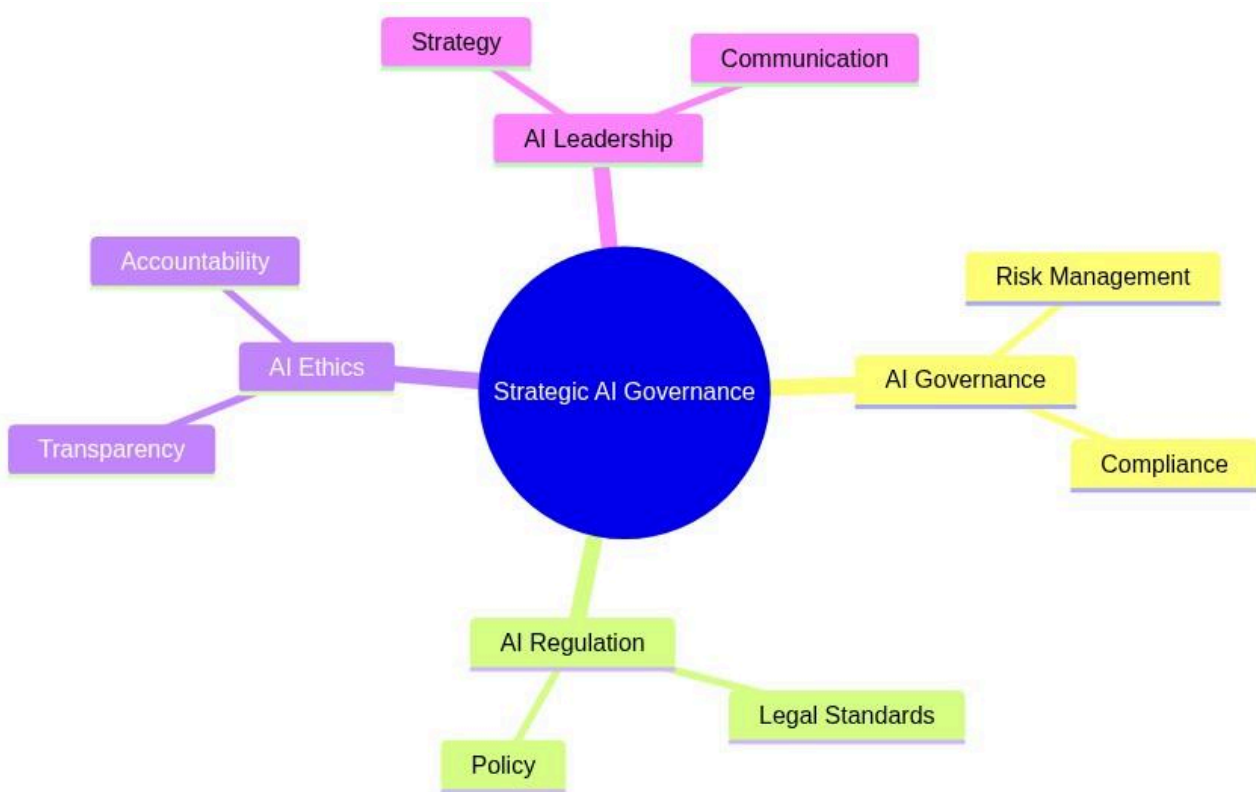 Strategy
Communication
AI Leadership
Accountability
Risk Management
AI Ethics
Strategic AI Governance
AI Governance
Transparency
Compliance
AI Regulation
Legal Standards
Policy